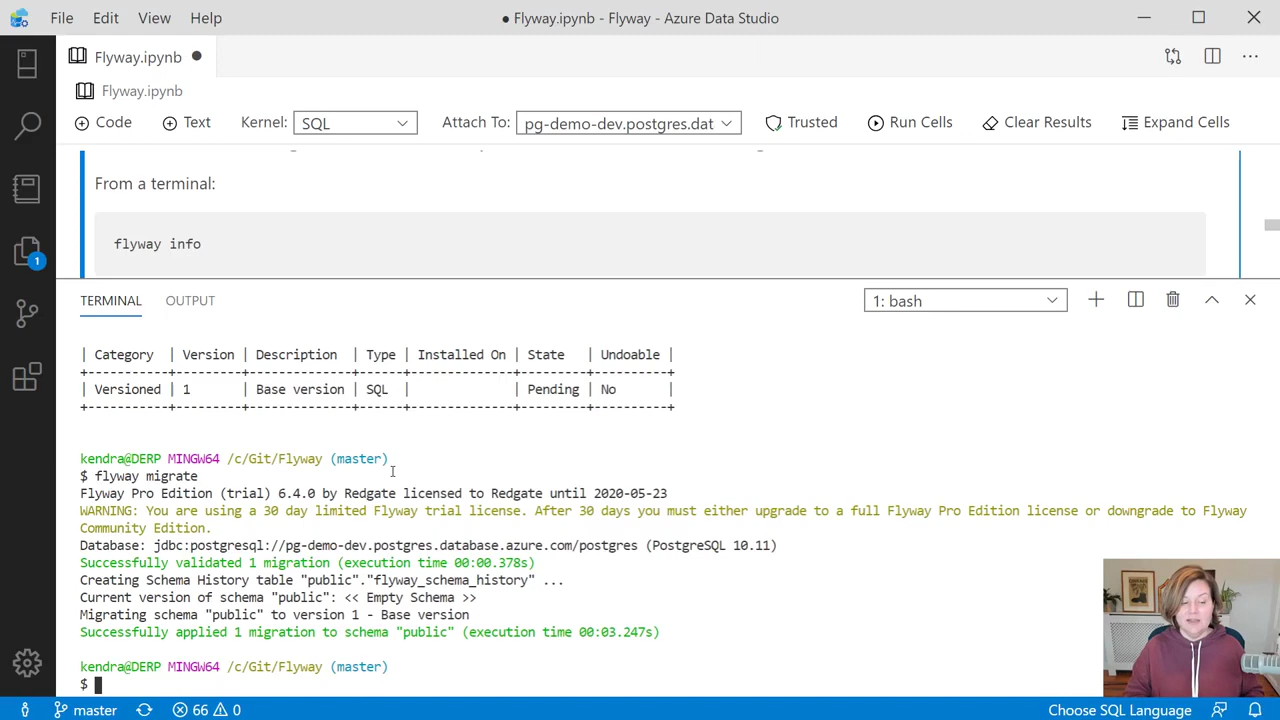 File Edit View Help
● Flyway.ipynb - Flyway - Azure Data Studio
Flyway.ipynb ●
Flyway.ipynb
Code Text Kernel: SQL Attach To: pg-demo-dev.postgres.dat Trusted Run Cells Clear Results Expand Cells
From a terminal:
flyway info
1
TERMINAL OUTPUT 1: bash
| Category | Version | Description | Type | Installed On | State | Undoable |
+-----------+---------+--------------+------+--------------+---------+----------+
| Versioned | 1 | Base version | SQL | | Pending | No |
+-----------+---------+--------------+------+--------------+---------+----------+
kendra@DERP MINGW64 /c/Git/Flyway (master)
$ flyway migrate
Flyway Pro Edition (trial) 6.4.0 by Redgate licensed to Redgate until 2020-05-23
WARNING: You are using a 30 day limited Flyway trial license. After 30 days you must either upgrade to a full Flyway Pro Edition license or downgrade to Flyway
Community Edition.
Database: jdbc:postgresql://pg-demo-dev.postgres.database.azure.com/postgres (PostgreSQL 10.11)
Successfully validated 1 migration (execution time 00:00.378s)
Creating Schema History table "public"."flyway_schema_history" ...
Current version of schema "public": << Empty Schema >>
Migrating schema "public" to version 1 - Base version
Successfully applied 1 migration to schema "public" (execution time 00:03.247s)
kendra@DERP MINGW64 /c/Git/Flyway (master)
$
master 66 0 Choose SQL Language